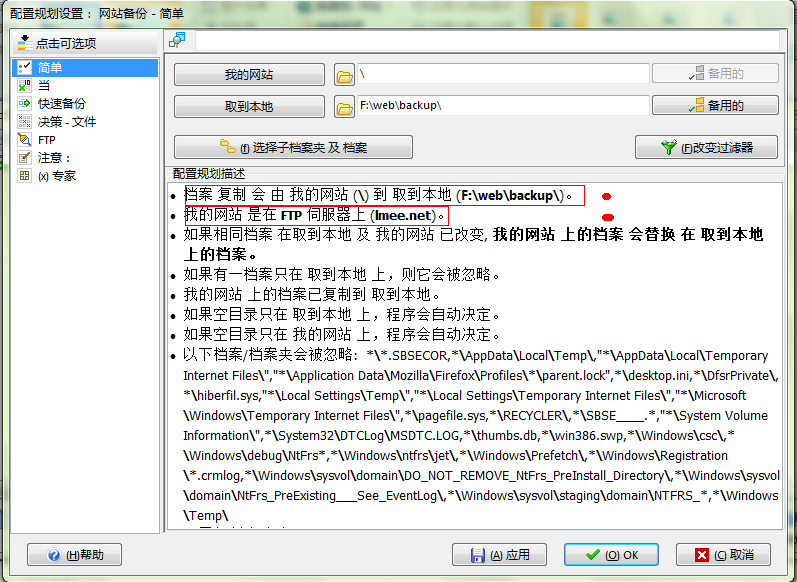 配置规划设置： 网站备份 - 简单
点击可选项
简单
当
快速备份
决策 - 文件
FTP
注意：
(x) 专家
我的网站
\
备用的
取到本地
F:\web\backup\
备用的
(f) 选择子档案夹 及 档案
(F)改变过滤器
配置规划描述
档案 复制 会 由 我的网站 (\) 到 取到本地 (F:\web\backup\)。
我的网站 是在 FTP 伺服器上 (lmee.net)。
如果相同档案 在取到本地 及 我的网站 已改变, 我的网站 上的档案 会替换 在 取到本地
上的档案。
如果有一档案只在 取到本地 上，则它会被忽略。
我的网站 上的档案已复制到 取到本地。
如果空目录只在 取到本地 上，程序会自动决定。
如果空目录只在 我的网站 上，程序会自动决定。
以下档案/档案夹会被忽略: *\*.SBSECOR,*\AppData\Local\Temp\,"*\AppData\Local\Temporary
Internet Files\","*\Application Data\Mozilla\Firefox\Profiles\*\parent.lock",*\desktop.ini,*\DfsrPrivate\,
*\hiberfil.sys,"*\Local Settings\Temp\","*\Local Settings\Temporary Internet Files\","*\Microsoft
\Windows\Temporary Internet Files\",*\pagefile.sys,*\RECYCLER\,*\SBSE____.*,"*\System Volume
Information\",*\System32\DTCLog\MSDTC.LOG,*\thumbs.db,*\win386.swp,*\Windows\csc\,*
\Windows\debug\NtFrs*,*\Windows\ntfrs\jet\,*\Windows\Prefetch\,*\Windows\Registration
\*.crmlog,*\Windows\sysvol\domain\DO_NOT_REMOVE_NtFrs_PreInstall_Directory\,*\Windows\sysvol
\domain\NtFrs_PreExisting___See_EventLog\,*\Windows\sysvol\staging\domain\NTFRS_*,*\Windows
\Temp\
(H)帮助
(A) 应用
(O) OK
(C) 取消